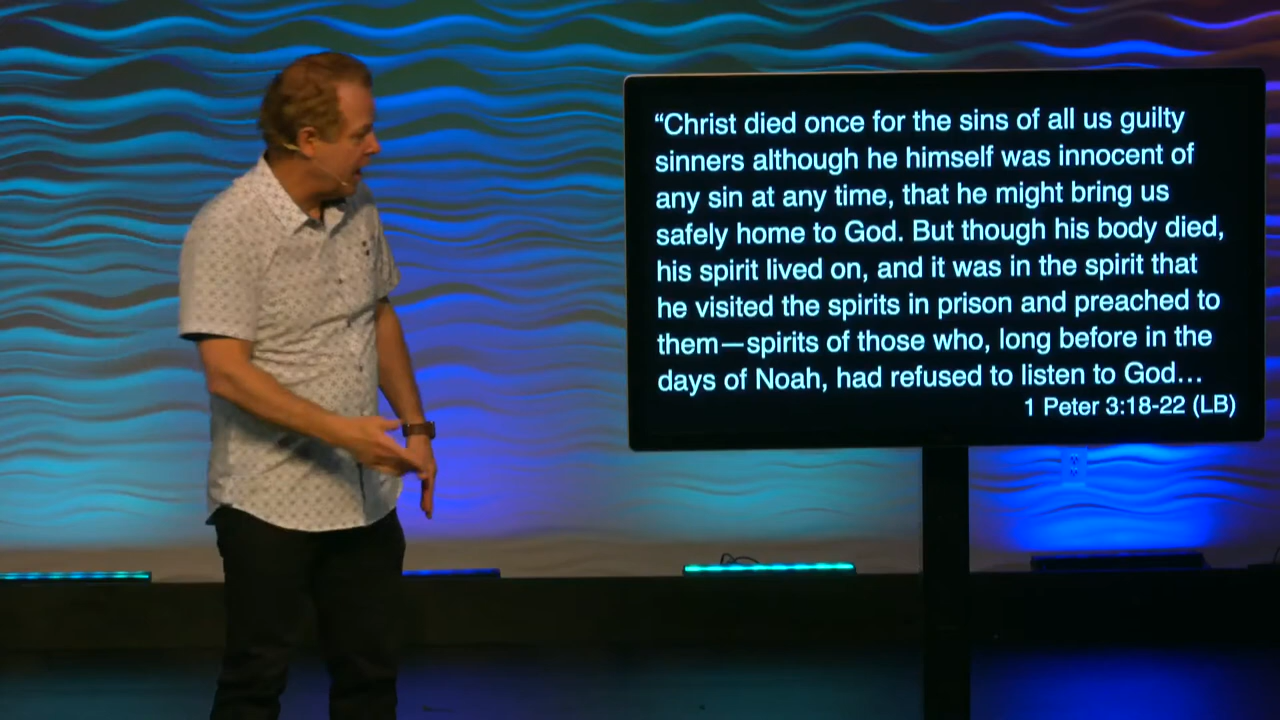 “Christ died once for the sins of all us guilty
sinners although he himself was innocent of
any sin at any time, that he might bring us
safely home to God. But though his body died,
his spirit lived on, and it was in the spirit that
he visited the spirits in prison and preached to
them—spirits of those who, long before in the
days of Noah, had refused to listen to God...
1 Peter 3:18-22 (LB)